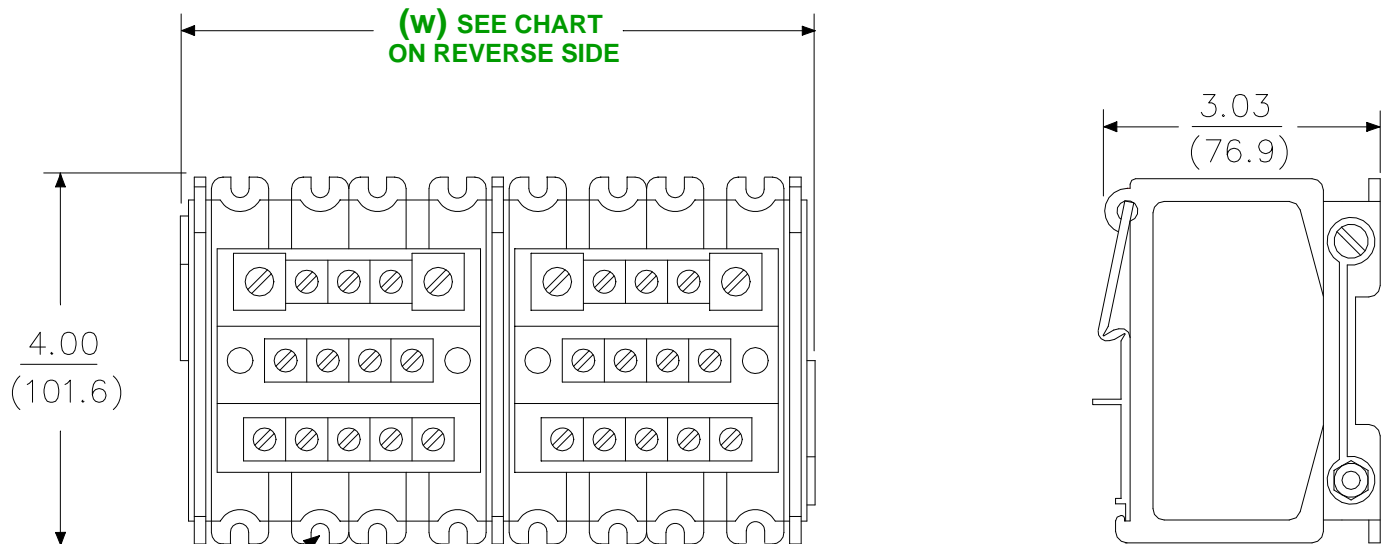 (W) SEE CHART
ON REVERSE SIDE
3.03
(76.9)
4.00
(101.6)